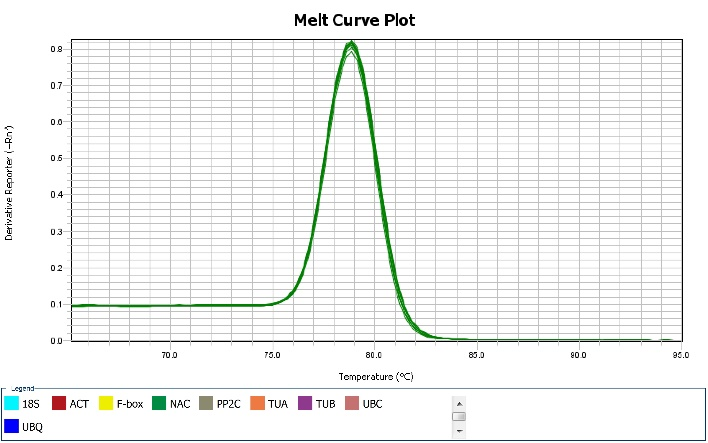 Melt Curve Plot
Derivative Reporter (-Rn')
0.8
0.7
0.6
0.5
0.4
0.3
0.2
0.1
0.0
70.0 75.0 80.0 85.0 90.0 95.0
Temperature (°C)
Legend
18S ACT F-box NAC PP2C TUA TUB UBC
UBQ